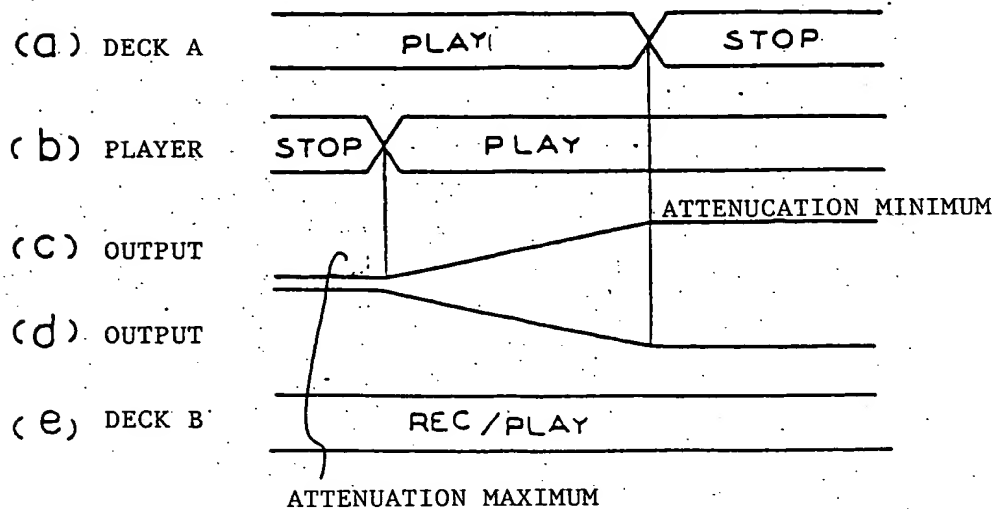 (a) DECK A PLAY STOP
(b) PLAYER STOP PLAY
ATTENUCATION MINIMUM
(c) OUTPUT
(d) OUTPUT
(e) DECK B REC/PLAY
ATTENUATION MAXIMUM